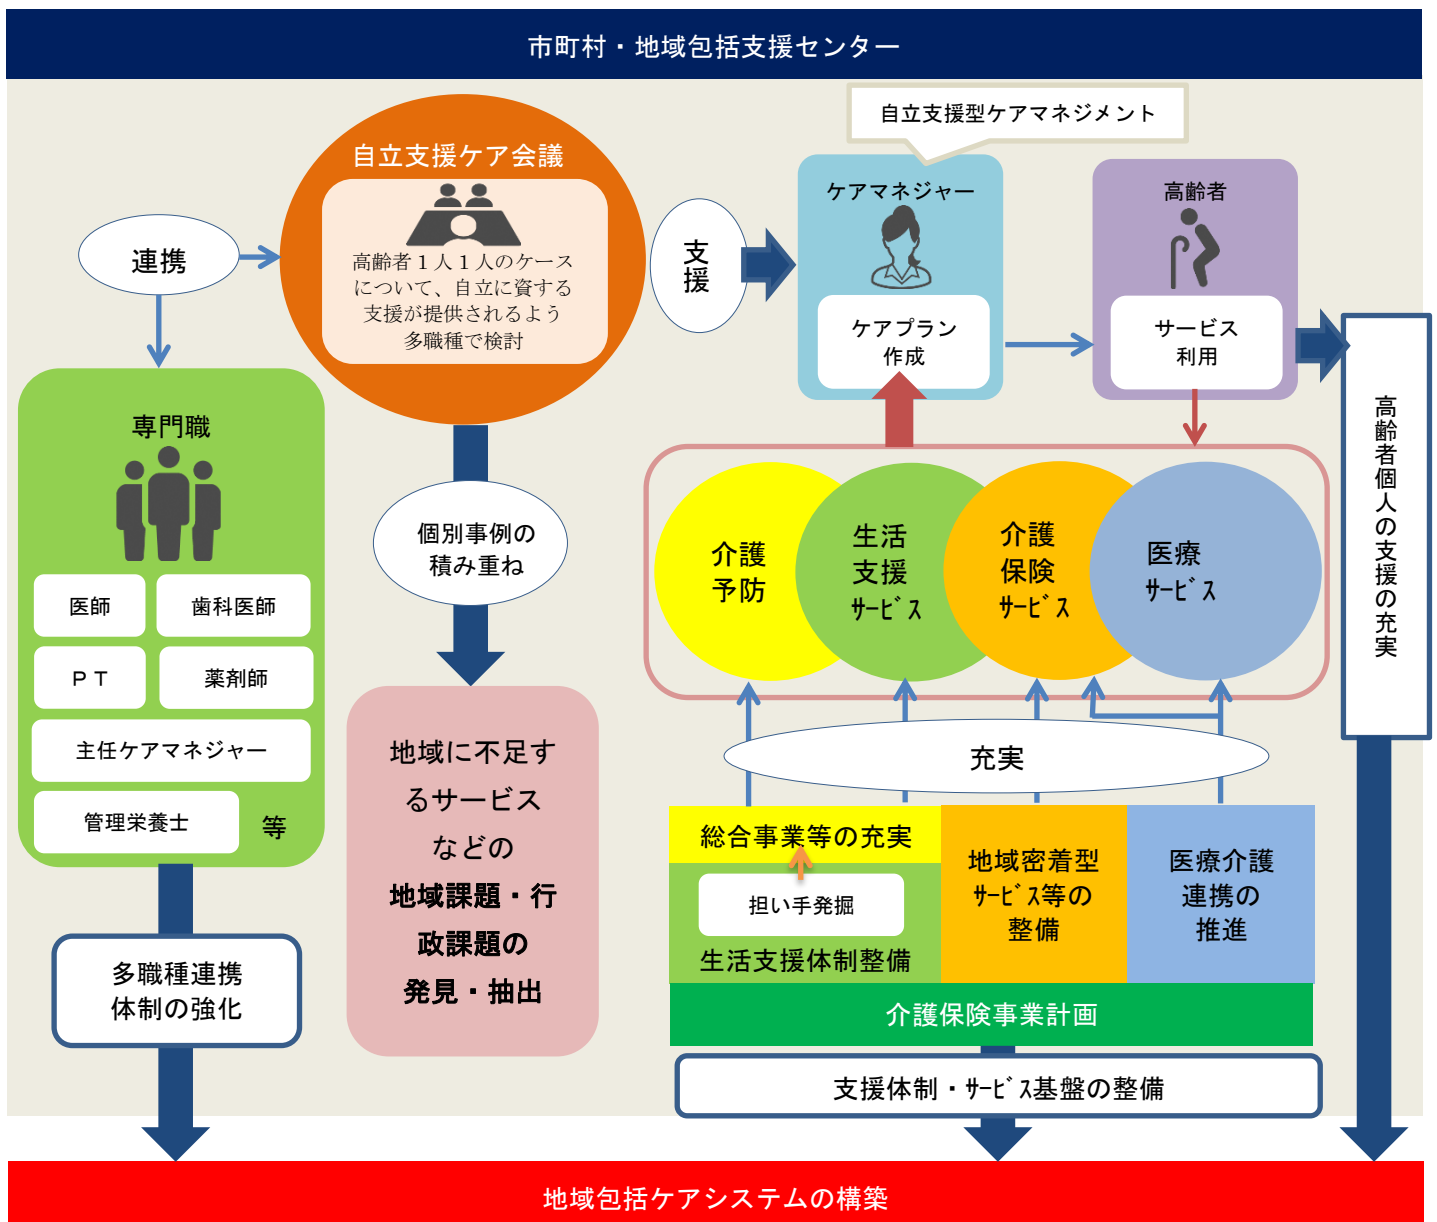 市町村・地域包括支援センター
自立支援型ケアマネジメント
自立支援ケア会議
高齢者１人１人のケース
について、自立に資する
支援が提供されるよう
多職種で検討
連携
支
援
ケアマネジャー
ケアプラン
作成
高齢者
サービス
利用
高齢者個人の支援の充実
専門職
医師
歯科医師
ＰＴ
薬剤師
主任ケアマネジャー
管理栄養士
等
個別事例の
積み重ね
介護
予防
生活
支援
ｻｰﾋﾞｽ
介護
保険
ｻｰﾋﾞｽ
医療
ｻｰﾋﾞｽ
地域に不足す
るサービス
などの
地域課題・行
政課題の
発見・抽出
充実
総合事業等の充実
担い手発掘
生活支援体制整備
地域密着型
ｻｰﾋﾞｽ等の
整備
医療介護
連携の
推進
介護保険事業計画
多職種連携
体制の強化
支援体制・ｻｰﾋﾞｽ基盤の整備
地域包括ケアシステムの構築